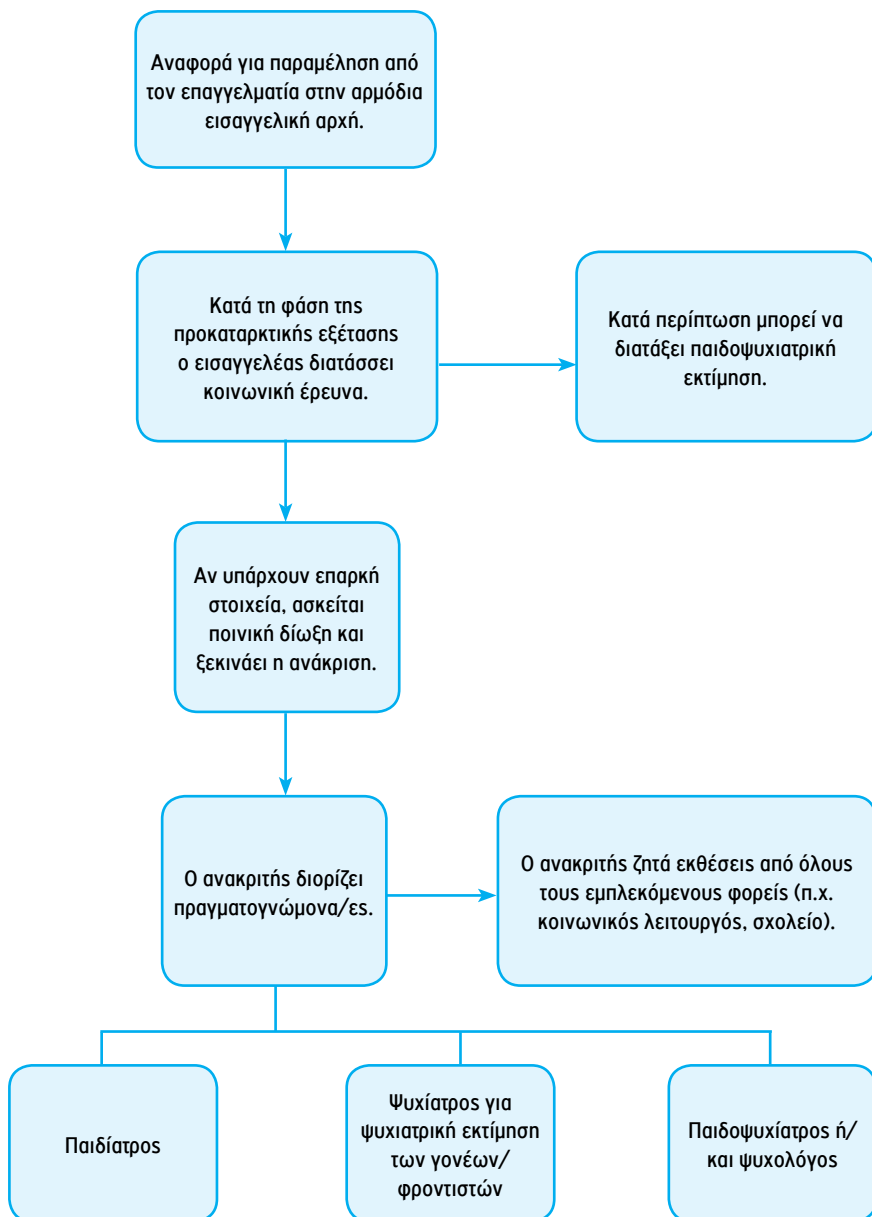 Αναφορά για παραμέληση από
τον επαγγελματία στην αρμόδια
εισαγγελική αρχή.
Κατά τη φάση της
προκαταρκτικής εξέτασης
ο εισαγγελέας διατάσσει
κοινωνική έρευνα.
Κατά περίπτωση μπορεί να
διατάξει παιδοψυχιατρική
εκτίμηση.
Αν υπάρχουν επαρκή
στοιχεία, ασκείται
ποινική δίωξη και
ξεκινάει η ανάκριση.
Ο ανακριτής διορίζει
πραγματογνώμονα/ες.
Ο ανακριτής ζητά εκθέσεις από όλους
τους εμπλεκόμενους φορείς (π.χ.
κοινωνικός λειτουργός, σχολείο).
Παιδίατρος
Ψυχίατρος για
ψυχιατρική εκτίμηση
των γονέων/
φροντιστών
Παιδοψυχίατρος ή/
και ψυχολόγος